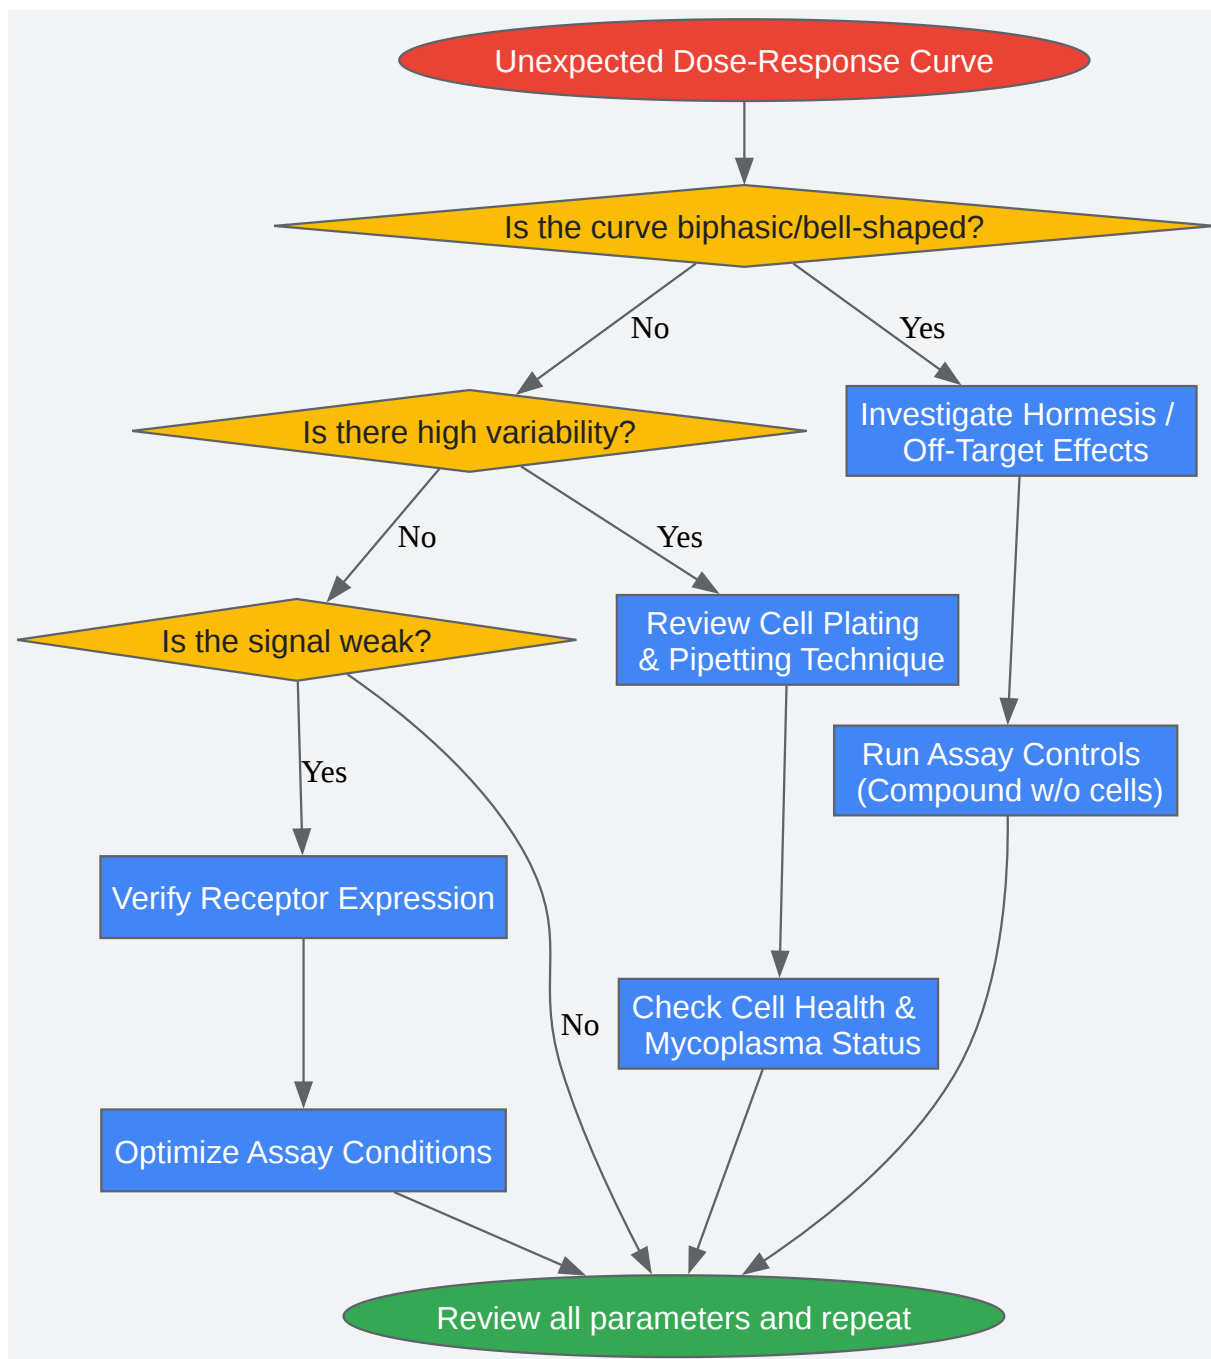 Unexpected Dose-Response Curve
Is the curve biphasic/bell-shaped?
No
Yes
Is there high variability?
Investigate Hormesis /
Off-Target Effects
No
Yes
Is the signal weak?
Review Cell Plating
& Pipetting Technique
Yes
Run Assay Controls
(Compound w/o cells)
Verify Receptor Expression
No
Check Cell Health &
Mycoplasma Status
Optimize Assay Conditions
Review all parameters and repeat